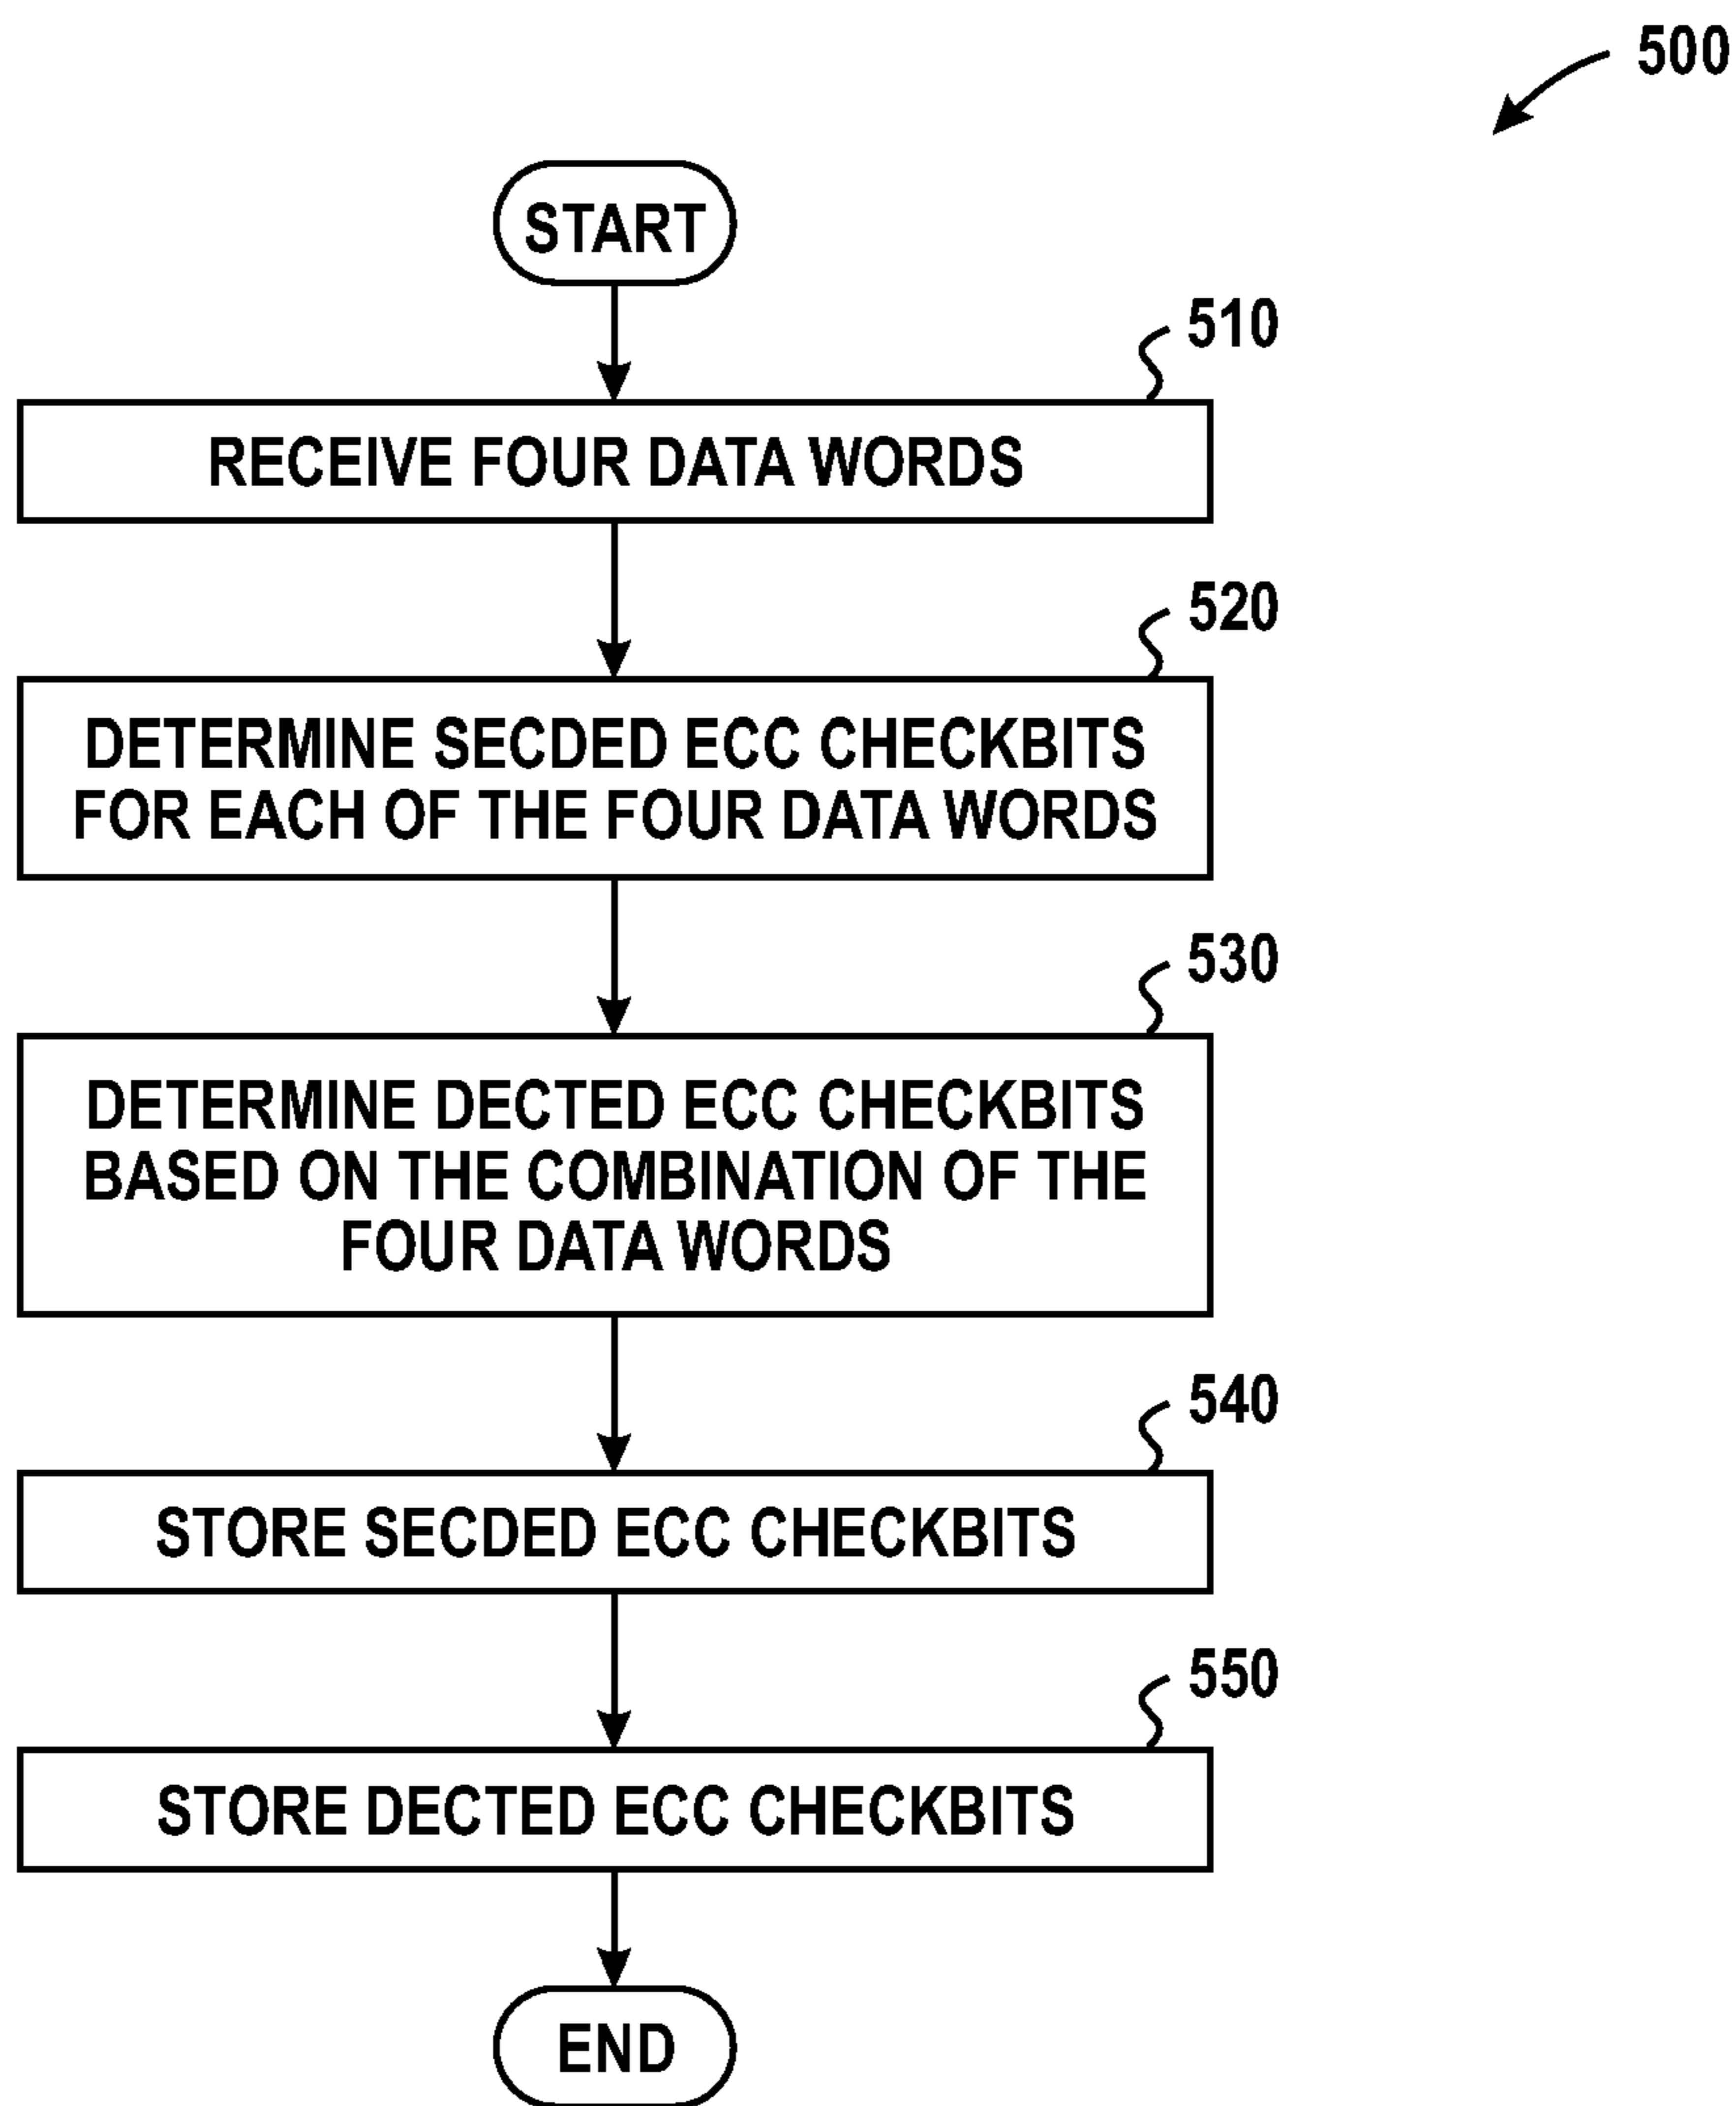 500
START
510
RECEIVE FOUR DATA WORDS
520
DETERMINE SECDED ECC CHECKBITS
FOR EACH OF THE FOUR DATA WORDS
530
DETERMINE DECTED ECC CHECKBITS
BASED ON THE COMBINATION OF THE
FOUR DATA WORDS
540
STORE SECDED ECC CHECKBITS
550
STORE DECTED ECC CHECKBITS
END